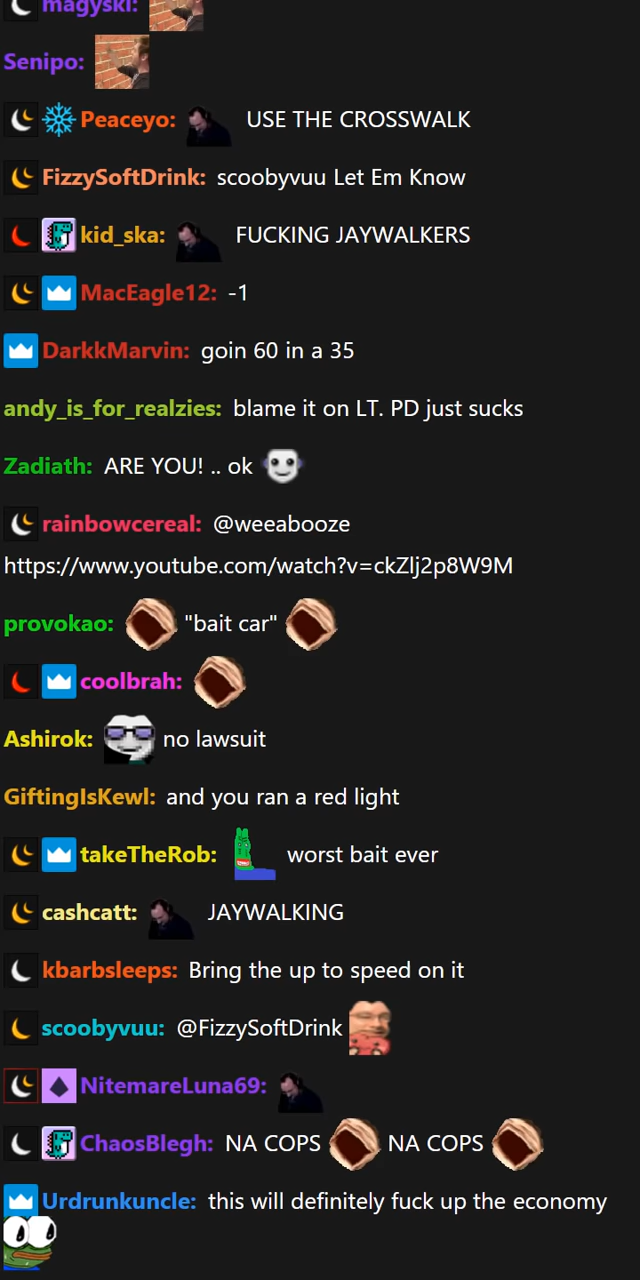 magyski:
Senipo:
Peaceyo: USE THE CROSSWALK
FizzySoftDrink: scoobyvuu Let Em Know
kid_ska: FUCKING JAYWALKERS
MacEagle12: -1
DarkkMarvin: goin 60 in a 35
andy_is_for_realzies: blame it on LT. PD just sucks
Zadiath: ARE YOU! .. ok
rainbowcereal: @weeabooze
https://www.youtube.com/watch?v=ckZlj2p8W9M
provokao: "bait car"
coolbrah:
Ashirok: no lawsuit
GiftingIsKewl: and you ran a red light
takeTheRob: worst bait ever
cashcatt: JAYWALKING
kbarbsleeps: Bring the up to speed on it
scoobyvuu: @FizzySoftDrink
NitemareLuna69:
ChaosBlegh: NA COPS NA COPS
Urdrunkuncle: this will definitely fuck up the economy